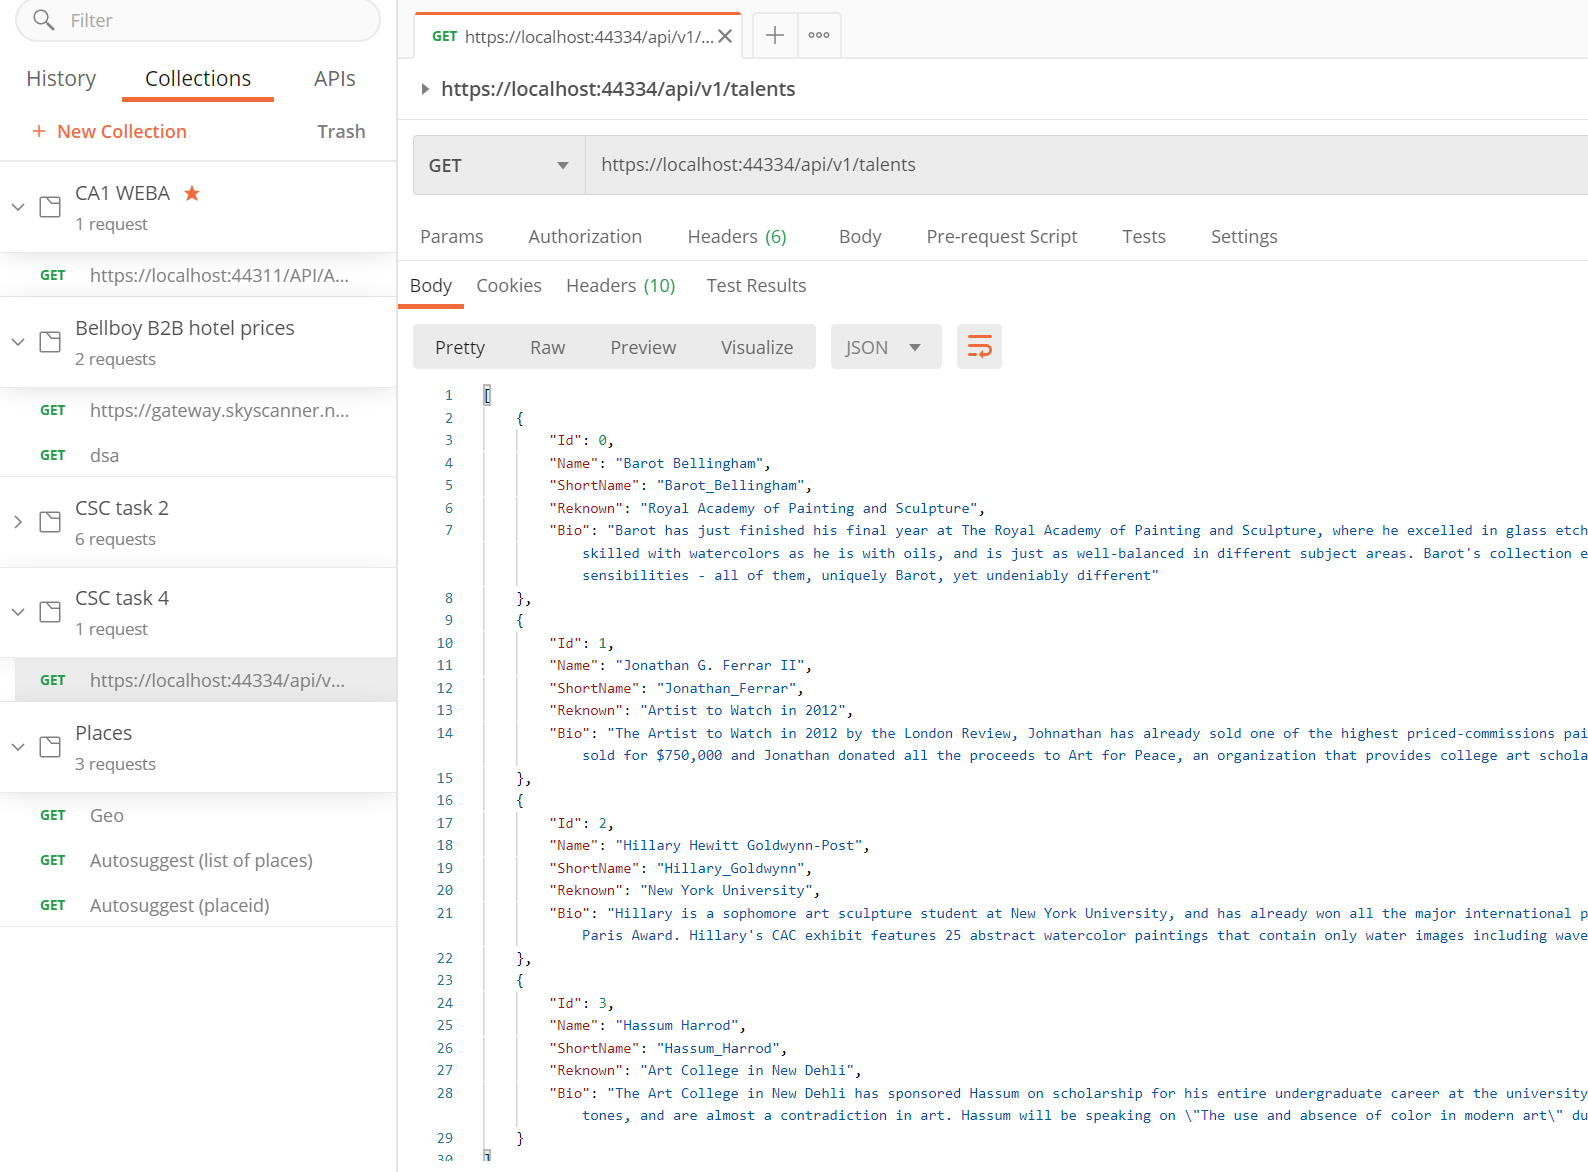 Filter
History Collections APIs
+ New Collection Trash
CA1 WEBA
1 request
GET https://localhost:44311/API/A...
Bellboy B2B hotel prices
2 requests
GET https://gateway.skyscanner.n...
GET dsa
CSC task 2
6 requests
CSC task 4
1 request
GET https://localhost:44334/api/v...
Places
3 requests
GET Geo
GET Autosuggest (list of places)
GET Autosuggest (placeid)
GET https://localhost:44334/api/v1/...
https://localhost:44334/api/v1/talents
GET https://localhost:44334/api/v1/talents
Params Authorization Headers (6) Body Pre-request Script Tests Settings
Body Cookies Headers (10) Test Results
Pretty Raw Preview Visualize JSON
1 [
2 {
3 "Id": 0,
4 "Name": "Barot Bellingham",
5 "ShortName": "Barot_Bellingham",
6 "Reknown": "Royal Academy of Painting and Sculpture",
7 "Bio": "Barot has just finished his final year at The Royal Academy of Painting and Sculpture, where he excelled in glass etch
skilled with watercolors as he is with oils, and is just as well-balanced in different subject areas. Barot's collection e
sensibilities - all of them, uniquely Barot, yet undeniably different"
8 },
9 {
10 "Id": 1,
11 "Name": "Jonathan G. Ferrar II",
12 "ShortName": "Jonathan_Ferrar",
13 "Reknown": "Artist to Watch in 2012",
14 "Bio": "The Artist to Watch in 2012 by the London Review, Johnathan has already sold one of the highest priced-commissions pai
sold for $750,000 and Jonathan donated all the proceeds to Art for Peace, an organization that provides college art schola
15 },
16 {
17 "Id": 2,
18 "Name": "Hillary Hewitt Goldwynn-Post",
19 "ShortName": "Hillary_Goldwynn",
20 "Reknown": "New York University",
21 "Bio": "Hillary is a sophomore art sculpture student at New York University, and has already won all the major international p
Paris Award. Hillary's CAC exhibit features 25 abstract watercolor paintings that contain only water images including wave
22 },
23 {
24 "Id": 3,
25 "Name": "Hassum Harrod",
26 "ShortName": "Hassum_Harrod",
27 "Reknown": "Art College in New Dehli",
28 "Bio": "The Art College in New Dehli has sponsored Hassum on scholarship for his entire undergraduate career at the university
tones, and are almost a contradiction in art. Hassum will be speaking on \"The use and absence of color in modern art\" du
29 }
30 ]